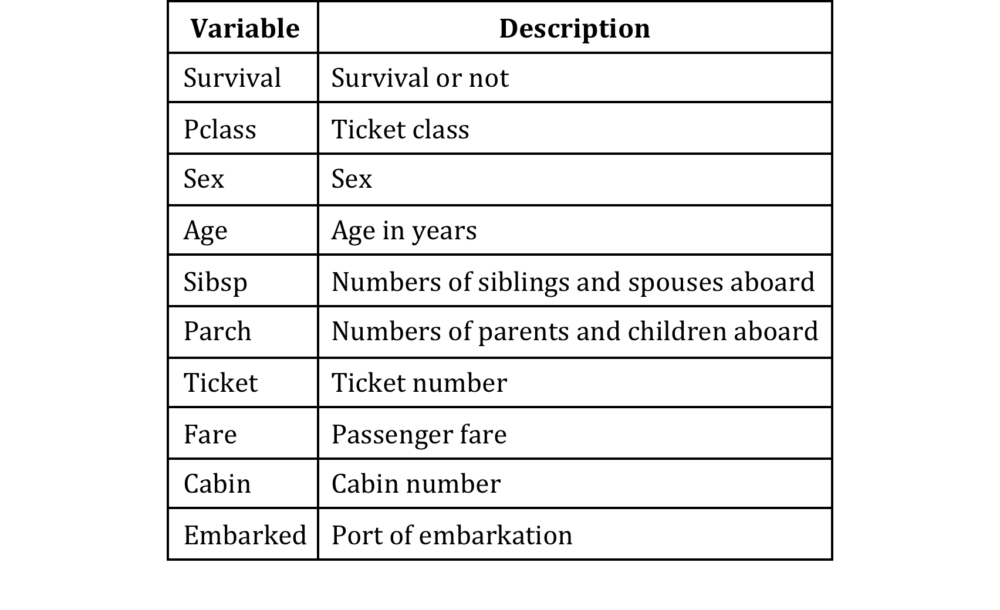 Variable Description
Survival Survival or not
Pclass Ticket class
Sex Sex
Age Age in years
Sibsp Numbers of siblings and spouses aboard
Parch Numbers of parents and children aboard
Ticket Ticket number
Fare Passenger fare
Cabin Cabin number
Embarked Port of embarkation